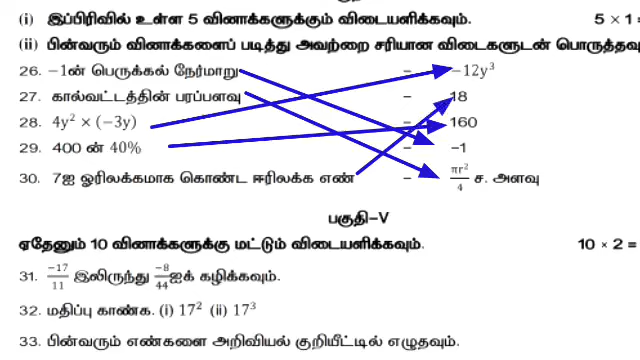 (i) இப்பிரிவில் உள்ள 5 வினாக்களுக்கும் விடையளிக்கவும். 5 × 1 =
(ii) பின்வரும் வினாக்களைப் படித்து அவற்றை சரியான விடைகளுடன் பொருத்தவு
26. −1ன் பெருக்கல் நேர்மாறு – −12y³
27. கால்வட்டத்தின் பரப்பளவு – 18
28. 4y² × (−3y) – 160
29. 400 ன் 40% – –1
30. 7ஐ ஓரிலக்கமாக கொண்ட ஈரிலக்க எண் – πr²/4 ச. அளவு
பகுதி–V
ஏதேனும் 10 வினாக்களுக்கு மட்டும் விடையளிக்கவும். 10 × 2 =
31. −17/11 இலிருந்து −8/44ஐக் கழிக்கவும்.
32. மதிப்பு காண்க. (i) 17² (ii) 17³
33. பின்வரும் எண்களை அறிவியல் குறியீட்டில் எழுதவும்.